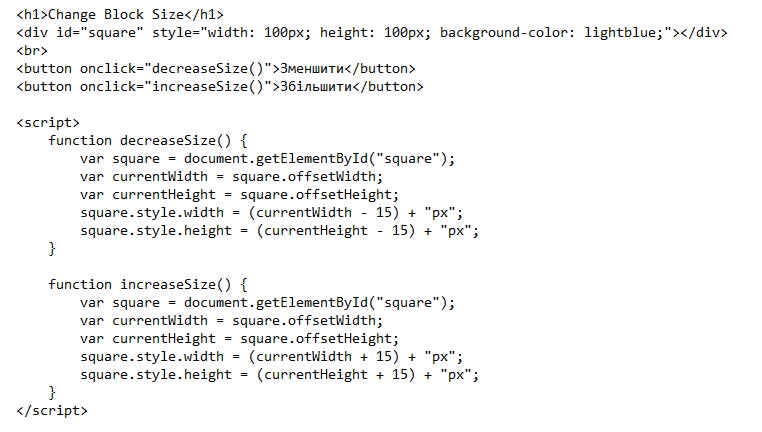 <h1>Change Block Size</h1>
<div id="square" style="width: 100px; height: 100px; background-color: lightblue;"></div>
<br>
<button onclick="decreaseSize()">Зменшити</button>
<button onclick="increaseSize()">Збільшити</button>

<script>
    function decreaseSize() {
        var square = document.getElementById("square");
        var currentWidth = square.offsetWidth;
        var currentHeight = square.offsetHeight;
        square.style.width = (currentWidth - 15) + "px";
        square.style.height = (currentHeight - 15) + "px";
    }

    function increaseSize() {
        var square = document.getElementById("square");
        var currentWidth = square.offsetWidth;
        var currentHeight = square.offsetHeight;
        square.style.width = (currentWidth + 15) + "px";
        square.style.height = (currentHeight + 15) + "px";
    }
</script>